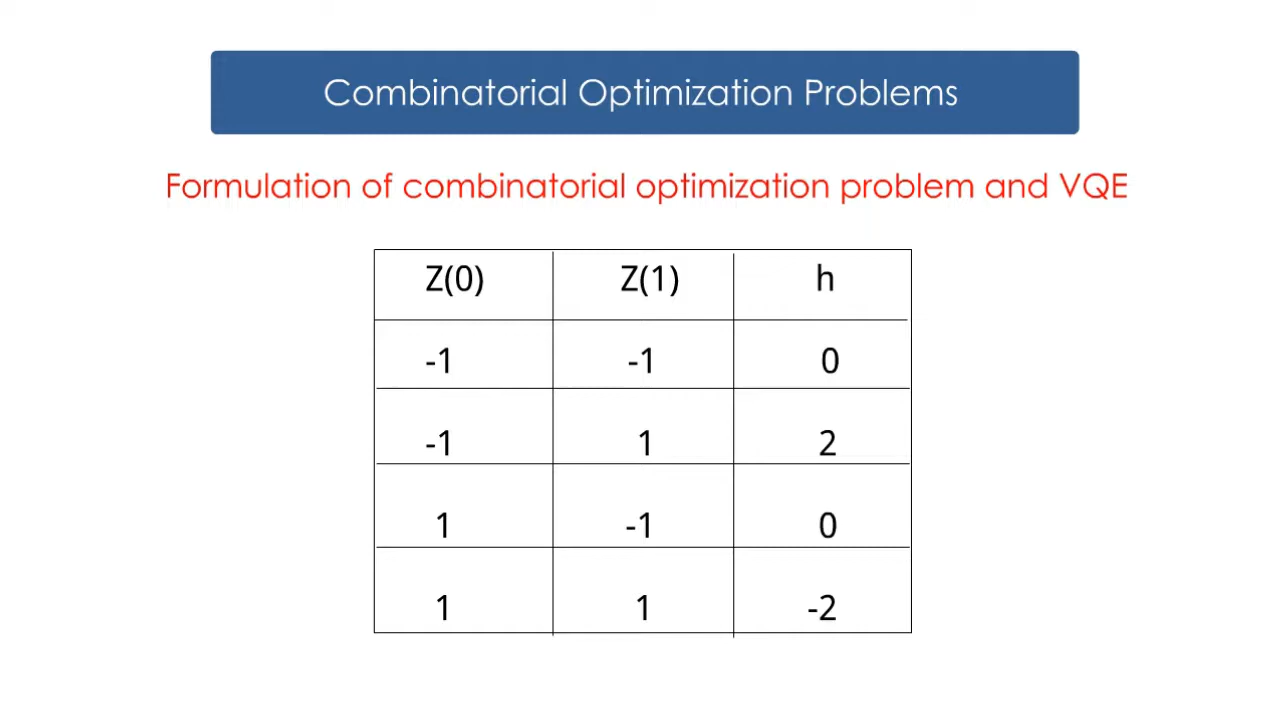 Combinatorial Optimization Problems
Formulation of combinatorial optimization problem and VQE
Z(0) Z(1) h
-1 -1 0
-1 1 2
1 -1 0
1 1 -2